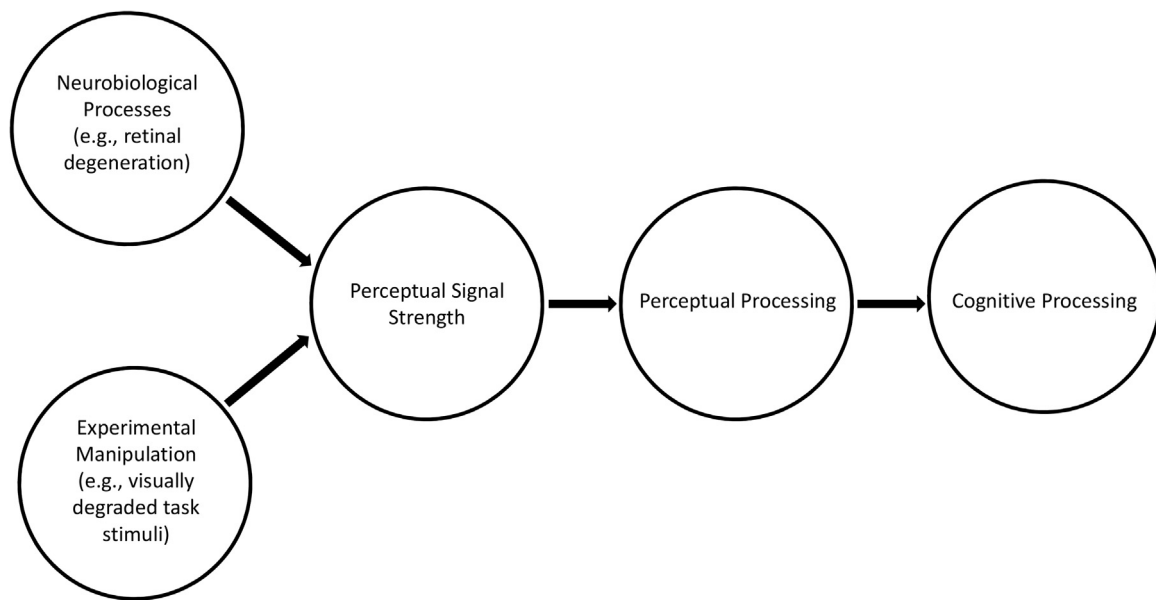 Neurobiological
Processes
(e.g., retinal
degeneration)
Experimental
Manipulation
(e.g., visually
degraded task
stimuli)
Perceptual Signal
Strength
Perceptual Processing
Cognitive Processing